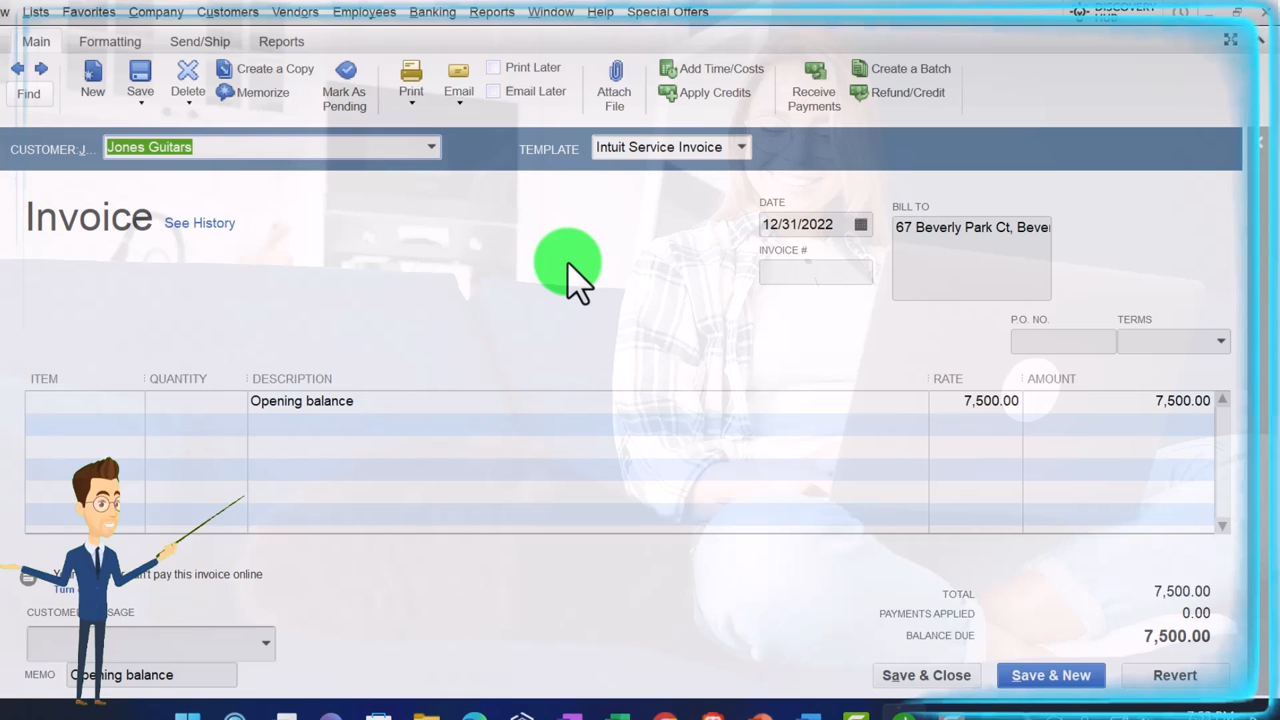 Lists Favorites Company Customers Vendors Employees Banking Reports Window Help Special Offers
Main Formatting Send/Ship Reports
Find
New
Save
Delete
Create a Copy
Memorize
Mark As
Pending
Print
Email
Print Later
Email Later
Attach
File
Add Time/Costs
Apply Credits
Receive
Payments
Create a Batch
Refund/Credit
CUSTOMER:J... Jones Guitars TEMPLATE Intuit Service Invoice
Invoice See History
DATE
12/31/2022
INVOICE #
BILL TO
67 Beverly Park Ct, Bever
P.O. NO. TERMS
ITEM QUANTITY DESCRIPTION RATE AMOUNT
Opening balance 7,500.00 7,500.00
pay this invoice online
Turn
TOTAL 7,500.00
PAYMENTS APPLIED 0.00
BALANCE DUE 7,500.00
MEMO Opening balance
Save & Close Save & New Revert